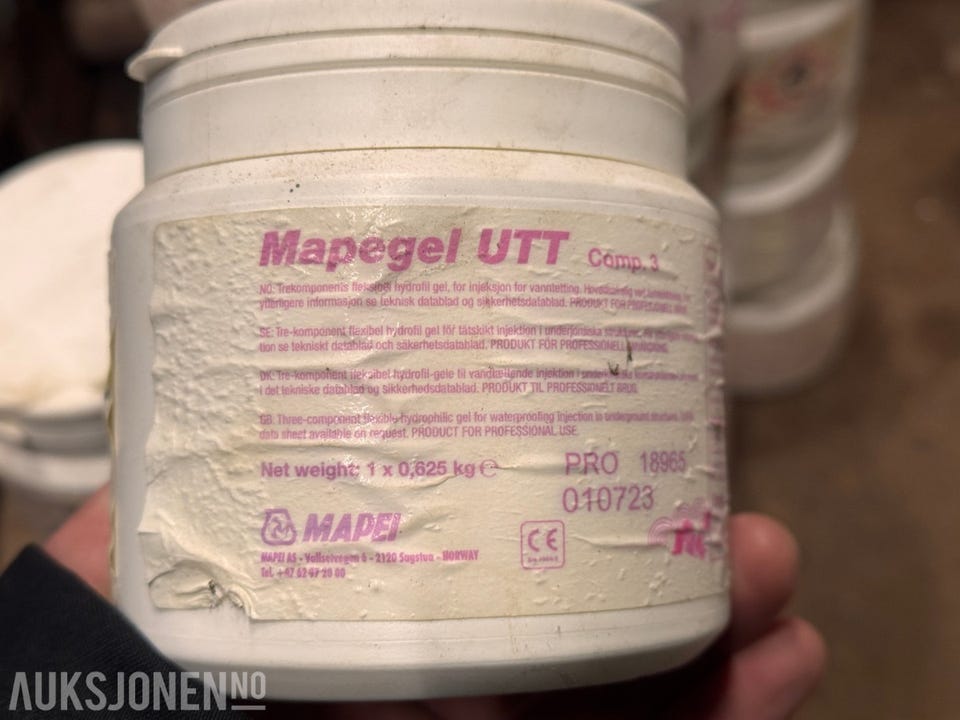 Mapegel UTT Comp. 3
NO: Trekomponents fleksibel hydrofil gel, for injeksjon for vanntetting.
ytterligere informasjon se teknisk datablad og sikkerhetsdatablad. PRODUKT FOR PROFESJONELL BRUK.
SE: Tre-komponent flexibel hydrofil gel för tätskikt injektion i underjordiska
tion se tekniskt datablad och säkerhetsdatablad. PRODUKT FÖR PROFESSIONELL
DK: Tre-komponent fleksibel hydrofil-gele til vandtættende injektion i
i det tekniske datablad og sikkerhedsdatablad. PRODUKT TIL PROFESSIONELT BRUG.
GB: Three-component flexible hydrophilic gel for waterproofing injection in underground structure.
data sheet available on request. PRODUCT FOR PROFESSIONAL USE.
Net weight: 1 x 0,625 kg e
PRO 18965
010723
MAPEI
MAPEI AS - Vallsetvegen 6 - 2120 Sagstua - NORWAY
Tel. +47 62 97 20 00
CE
AUKSJONEN NO